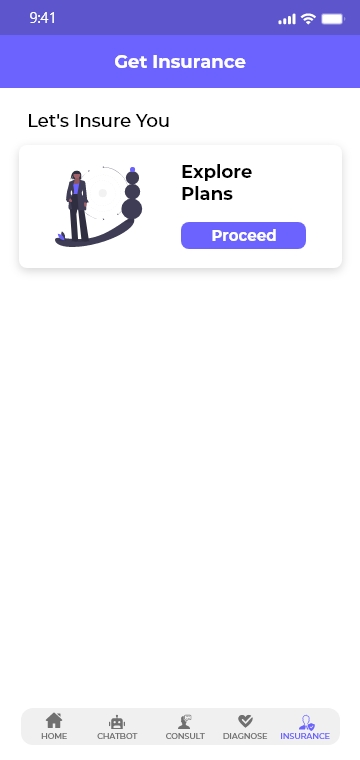 9:41
Get Insurance
Let's Insure You
Explore
Plans
Proceed
HOME CHATBOT CONSULT DIAGNOSE INSURANCE